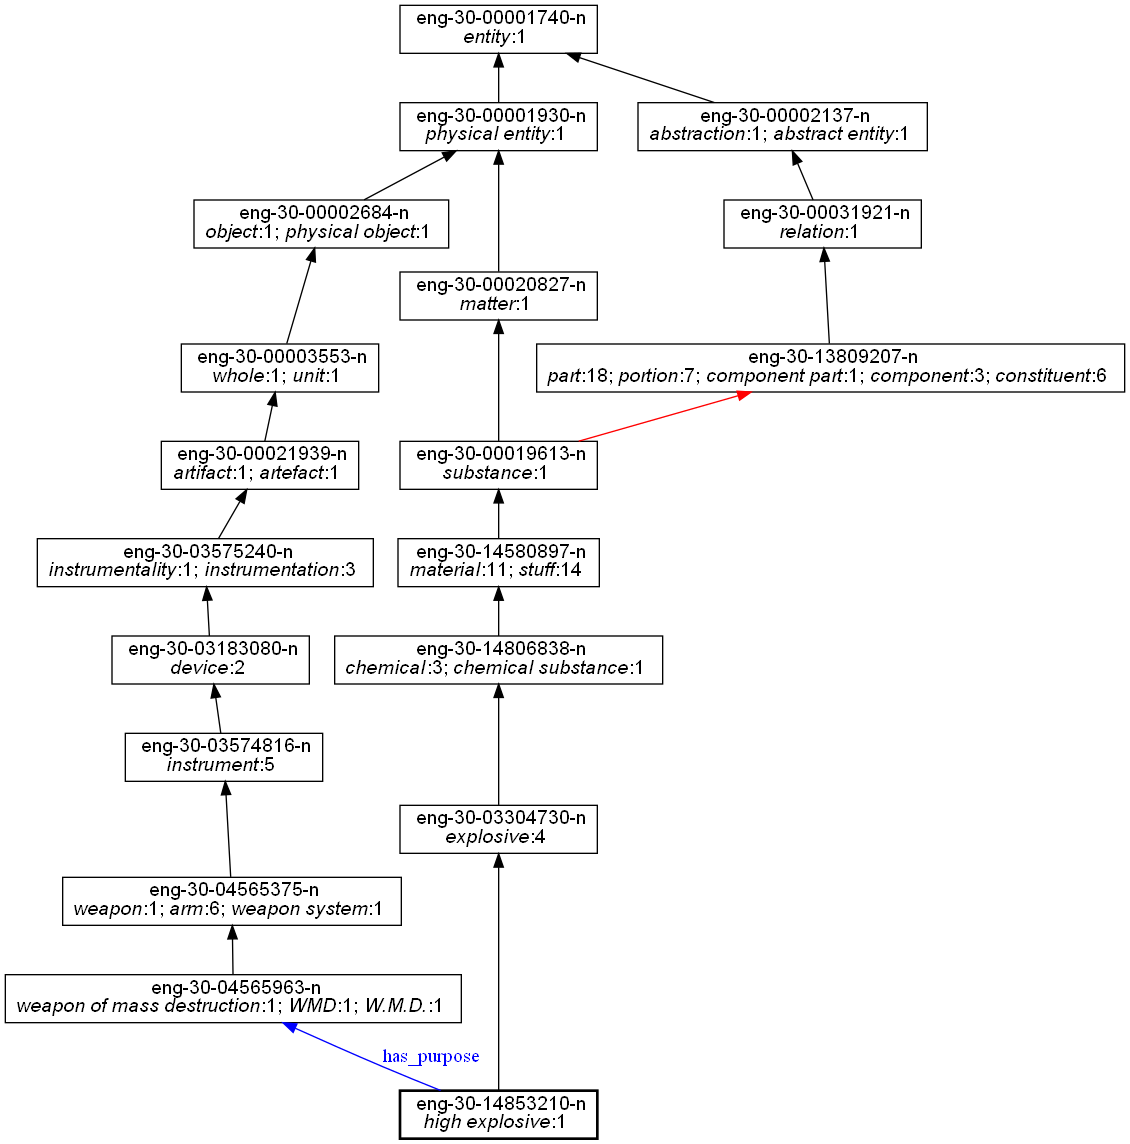 eng-30-00001740-n
entity:1
eng-30-00001930-n
physical entity:1
eng-30-00002137-n
abstraction:1; abstract entity:1
eng-30-00002684-n
object:1; physical object:1
eng-30-00031921-n
relation:1
eng-30-00020827-n
matter:1
eng-30-00003553-n
whole:1; unit:1
eng-30-13809207-n
part:18; portion:7; component part:1; component:3; constituent:6
eng-30-00021939-n
artifact:1; artefact:1
eng-30-00019613-n
substance:1
eng-30-03575240-n
instrumentality:1; instrumentation:3
eng-30-14580897-n
material:11; stuff:14
eng-30-03183080-n
device:2
eng-30-14806838-n
chemical:3; chemical substance:1
eng-30-03574816-n
instrument:5
eng-30-03304730-n
explosive:4
eng-30-04565375-n
weapon:1; arm:6; weapon system:1
eng-30-04565963-n
weapon of mass destruction:1; WMD:1; W.M.D.:1
has_purpose
eng-30-14853210-n
high explosive:1